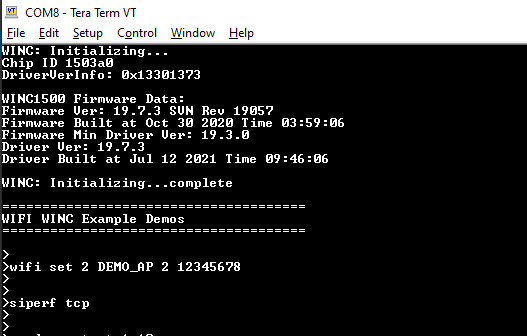 COM8 - Tera Term VT
File Edit Setup Control Window Help
WINC: Initializing...
Chip ID 1503a0
DriverVerInfo: 0x13301373
WINC1500 Firmware Data:
Firmware Ver: 19.7.3 SVN Rev 19057
Firmware Built at Oct 30 2020 Time 03:59:06
Firmware Min Driver Ver: 19.3.0
Driver Ver: 19.7.3
Driver Built at Jul 12 2021 Time 09:46:06
WINC: Initializing...complete
=====================================
WIFI WINC Example Demos
=====================================
>
>wifi set 2 DEMO_AP 2 12345678
>
>
>siperf tcp
>
>